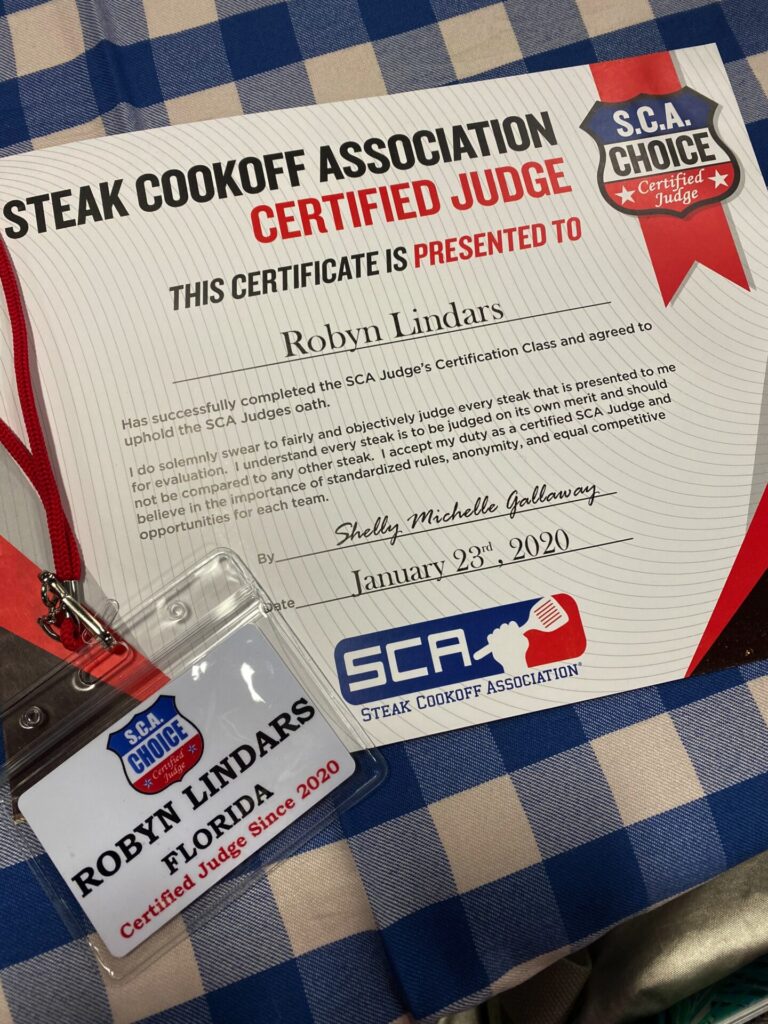 STEAK COOKOFF ASSOCIATION
CERTIFIED JUDGE
THIS CERTIFICATE IS PRESENTED TO
Robyn Lindars
Has successfully completed the SCA Judge's Certification Class and agreed to
uphold the SCA Judges oath.
I do solemnly swear to fairly and objectively judge every steak that is presented to me
for evaluation. I understand every steak is to be judged on its own merit and should
not be compared to any other steak. I accept my duty as a certified SCA Judge and
believe in the importance of standardized rules, anonymity, and equal competitive
opportunities for each team.
By Shelly Michelle Gallaway
Date January 23rd, 2020
SCA
STEAK COOKOFF ASSOCIATION®
S.C.A.
CHOICE
Certified
Judge
S.C.A.
CHOICE
Certified
Judge
ROBYN LINDARS
FLORIDA
Certified Judge Since 2020